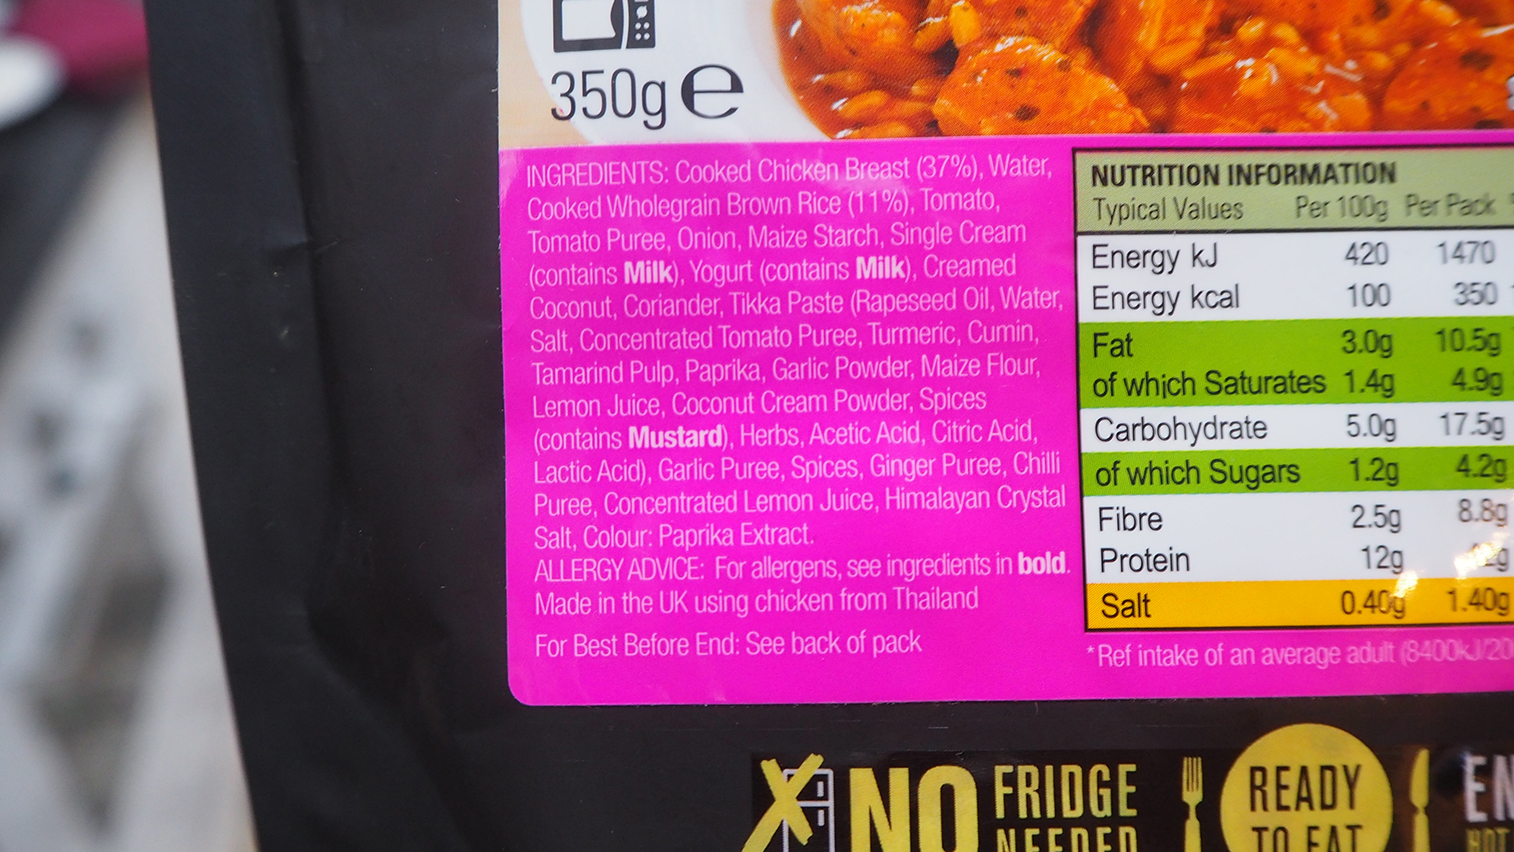 350g e
INGREDIENTS: Cooked Chicken Breast (37%), Water,
Cooked Wholegrain Brown Rice (11%), Tomato,
Tomato Puree, Onion, Maize Starch, Single Cream
(contains Milk), Yogurt (contains Milk), Creamed
Coconut, Coriander, Tikka Paste (Rapeseed Oil, Water,
Salt, Concentrated Tomato Puree, Turmeric, Cumin,
Tamarind Pulp, Paprika, Garlic Powder, Maize Flour,
Lemon Juice, Coconut Cream Powder, Spices
(contains Mustard), Herbs, Acetic Acid, Citric Acid,
Lactic Acid), Garlic Puree, Spices, Ginger Puree, Chilli
Puree, Concentrated Lemon Juice, Himalayan Crystal
Salt, Colour: Paprika Extract.
ALLERGY ADVICE: For allergens, see ingredients in bold.
Made in the UK using chicken from Thailand
For Best Before End: See back of pack
NUTRITION INFORMATION
Typical Values Per 100g Per Pack
Energy kJ 420 1470
Energy kcal 100 350
Fat 3.0g 10.5g
of which Saturates 1.4g 4.9g
Carbohydrate 5.0g 17.5g
of which Sugars 1.2g 4.2g
Fibre 2.5g 8.8g
Protein 12g
Salt 0.40g 1.40g
*Ref intake of an average adult (8400kJ/20
NO FRIDGE
NEEDED
READY
TO EAT